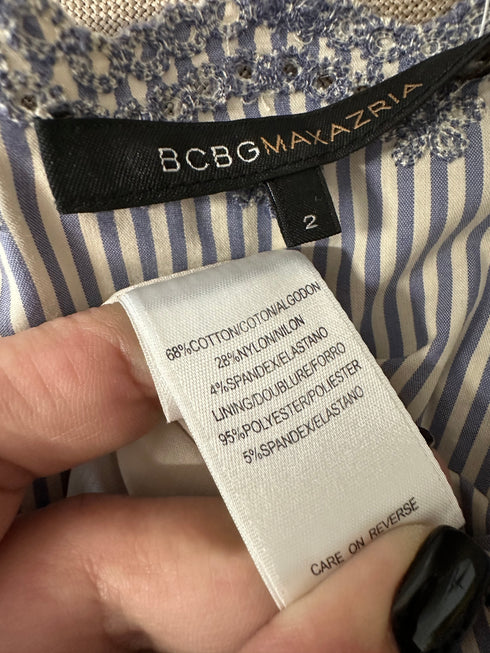 BCBGMAXAZRIA
2
68%COTTON/COTON/ALGODON
28%NYLON/NILON
4%SPANDEX/ELASTANO
LINING/DOUBLURE/FORRO
95%POLYESTER/POLIESTER
5%SPANDEX/ELASTANO
CARE ON REVERSE